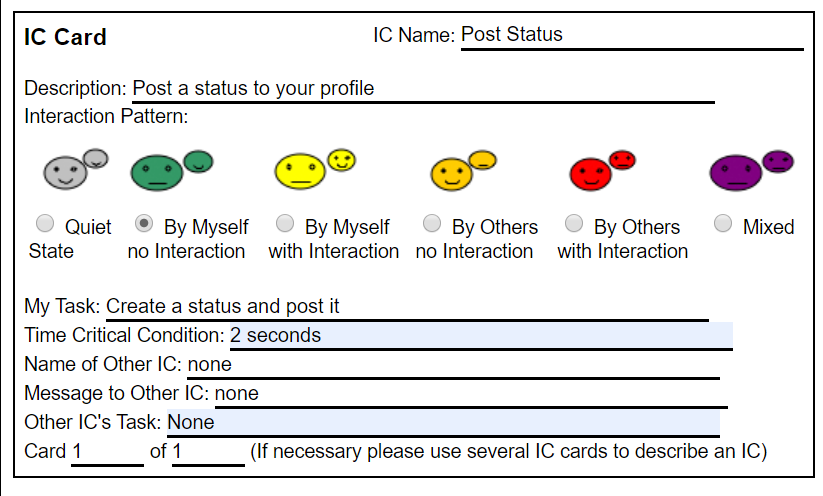 IC Card IC Name: Post Status
Description: Post a status to your profile
Interaction Pattern:
Quiet State By Myself no Interaction By Myself with Interaction By Others no Interaction By Others with Interaction Mixed
My Task: Create a status and post it
Time Critical Condition: 2 seconds
Name of Other IC: none
Message to Other IC: none
Other IC's Task: None
Card 1 of 1 (If necessary please use several IC cards to describe an IC)